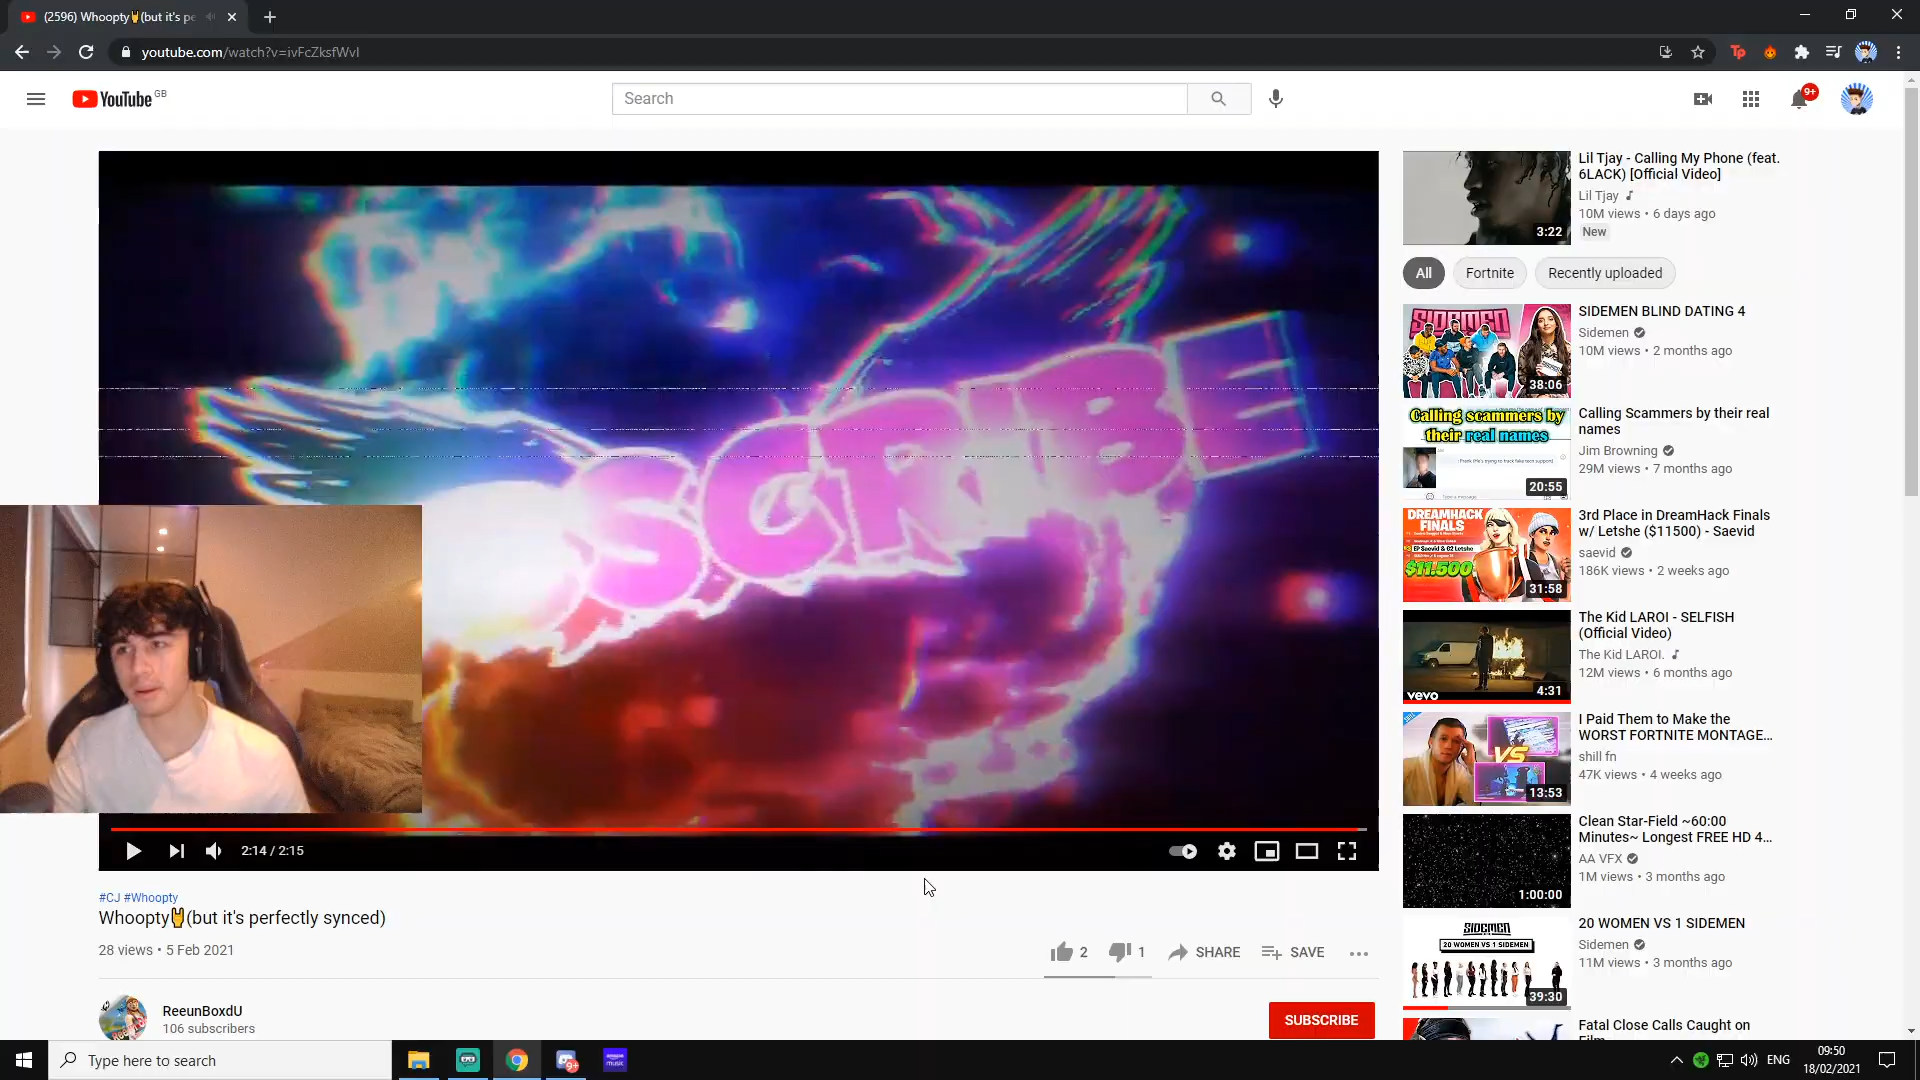 (2596) Whoopty🤘(but it's pe
youtube.com/watch?v=ivFcZksfWvI
YouTube GB
Search
9+
SCRIBE
2:14 / 2:15
#CJ #Whoopty
Whoopty🤘(but it's perfectly synced)
28 views • 5 Feb 2021
2
1
SHARE
SAVE
ReeunBoxdU
106 subscribers
SUBSCRIBE
3:22
Lil Tjay - Calling My Phone (feat.
6LACK) [Official Video]
Lil Tjay
10M views • 6 days ago
New
All
Fortnite
Recently uploaded
SIDEMEN
38:06
SIDEMEN BLIND DATING 4
Sidemen
10M views • 2 months ago
Calling scammers by
their real names
20:55
Calling Scammers by their real
names
Jim Browning
29M views • 7 months ago
DREAMHACK
FINALS
EP Saevid & G2 Letshe
$11.500
31:58
3rd Place in DreamHack Finals
w/ Letshe ($11500) - Saevid
saevid
186K views • 2 weeks ago
vevo
4:31
The Kid LAROI - SELFISH
(Official Video)
The Kid LAROI.
12M views • 6 months ago
VS
13:53
I Paid Them to Make the
WORST FORTNITE MONTAGE...
shill fn
47K views • 4 weeks ago
1:00:00
Clean Star-Field ~60:00
Minutes~ Longest FREE HD 4...
AA VFX
1M views • 3 months ago
SIDEMEN
20 WOMEN VS 1 SIDEMEN
39:30
20 WOMEN VS 1 SIDEMEN
Sidemen
11M views • 3 months ago
Fatal Close Calls Caught on
Film
Type here to search
9+
amazon
music
ENG
09:50
18/02/2021